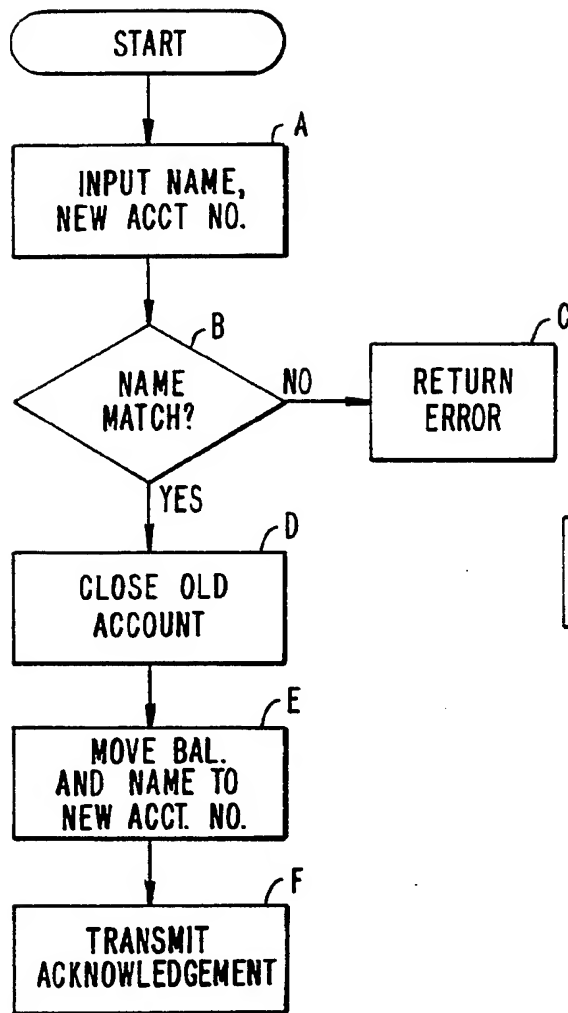 START
A
INPUT NAME,
NEW ACCT NO.
B
NAME
MATCH?
NO
C
RETURN
ERROR
YES
D
CLOSE OLD
ACCOUNT
E
MOVE BAL.
AND NAME TO
NEW ACCT. NO.
F
TRANSMIT
ACKNOWLEDGEMENT